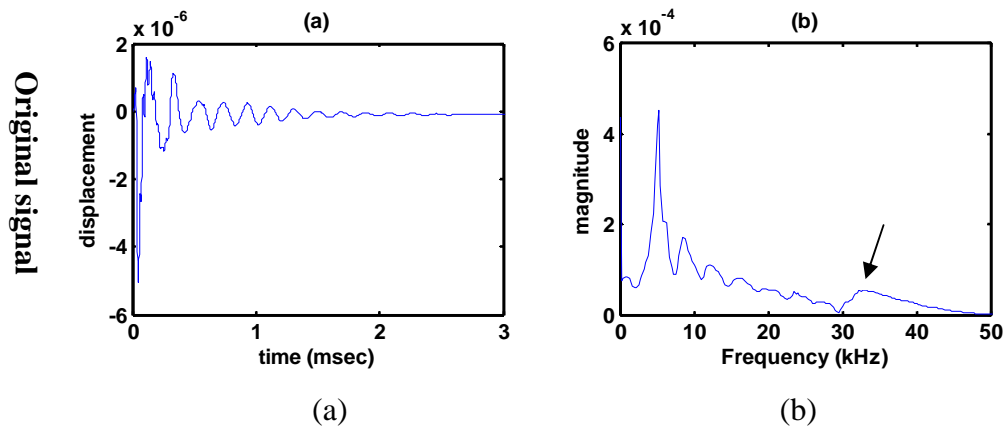 Original signal
(a)
x 10^-6
2
0
-2
-4
-6
displacement
0
1
2
3
time (msec)
(a)
(b)
x 10^-4
6
4
2
0
magnitude
0
10
20
30
40
50
Frequency (kHz)
(b)